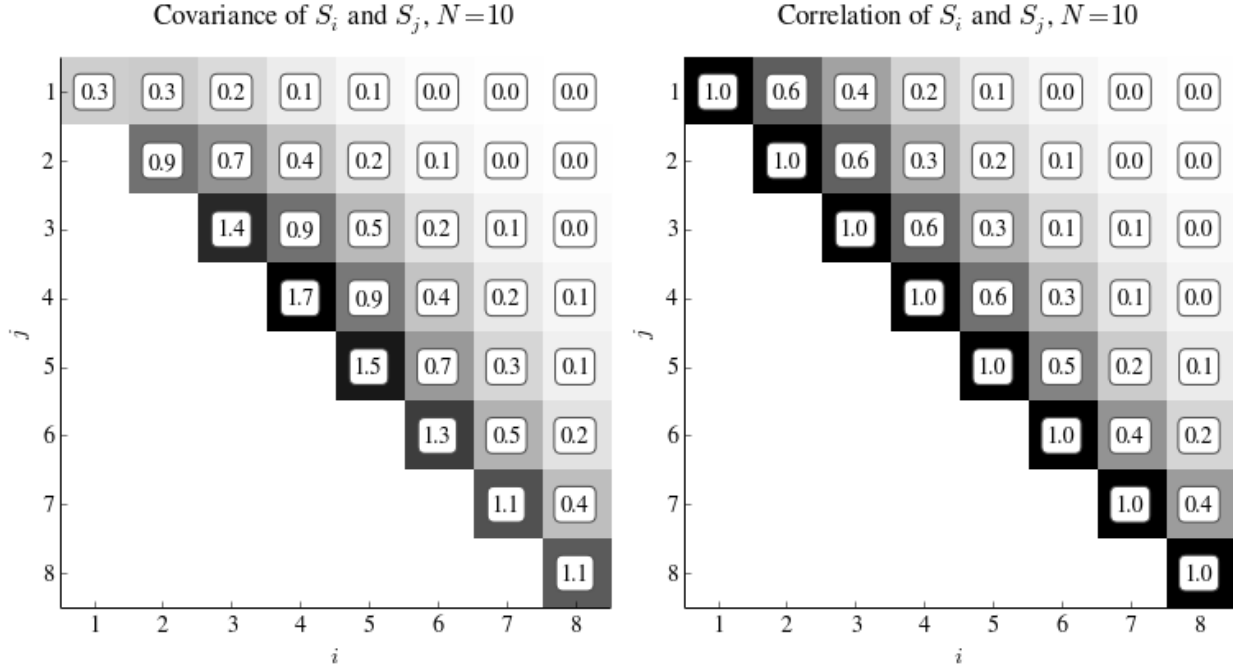 Covariance of S_i and S_j, N=10
1 0.3 0.3 0.2 0.1 0.1 0.0 0.0 0.0
2 0.9 0.7 0.4 0.2 0.1 0.0 0.0
3 1.4 0.9 0.5 0.2 0.1 0.0
4 1.7 0.9 0.4 0.2 0.1
j
5 1.5 0.7 0.3 0.1
6 1.3 0.5 0.2
7 1.1 0.4
8 1.1
1 2 3 4 5 6 7 8
i
Correlation of S_i and S_j, N=10
1 1.0 0.6 0.4 0.2 0.1 0.0 0.0 0.0
2 1.0 0.6 0.3 0.2 0.1 0.0 0.0
3 1.0 0.6 0.3 0.1 0.1 0.0
4 1.0 0.6 0.3 0.1 0.0
j
5 1.0 0.5 0.2 0.1
6 1.0 0.4 0.2
7 1.0 0.4
8 1.0
1 2 3 4 5 6 7 8
i